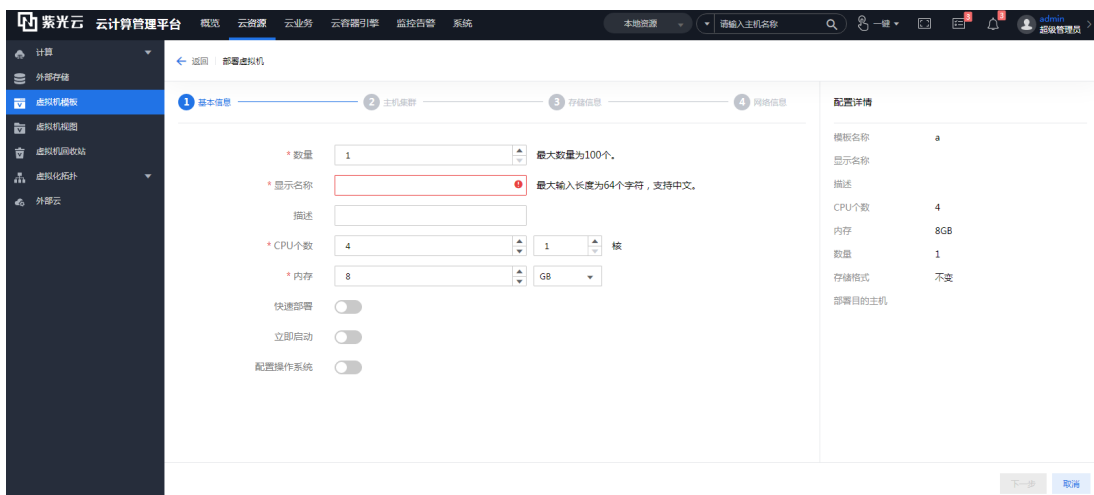 紫光云 云计算管理平台 概览 云资源 云业务 云容器引擎 监控告警 系统 本地资源 请输入主机名称 一键 3 3 admin
超级管理员
计算
外部存储
虚拟机模板
虚拟机视图
虚拟机回收站
虚拟化拓扑
外部云
返回 部署虚拟机
1 基本信息 2 主机集群 3 存储信息 4 网络信息
* 数量 1 最大数量为100个。
* 显示名称 最大输入长度为64个字符，支持中文。
描述
* CPU个数 4 1 核
* 内存 8 GB
快速部署
立即启动
配置操作系统
配置详情
模板名称 a
显示名称
描述
CPU个数 4
内存 8GB
数量 1
存储格式 不变
部署目的主机
下一步 取消